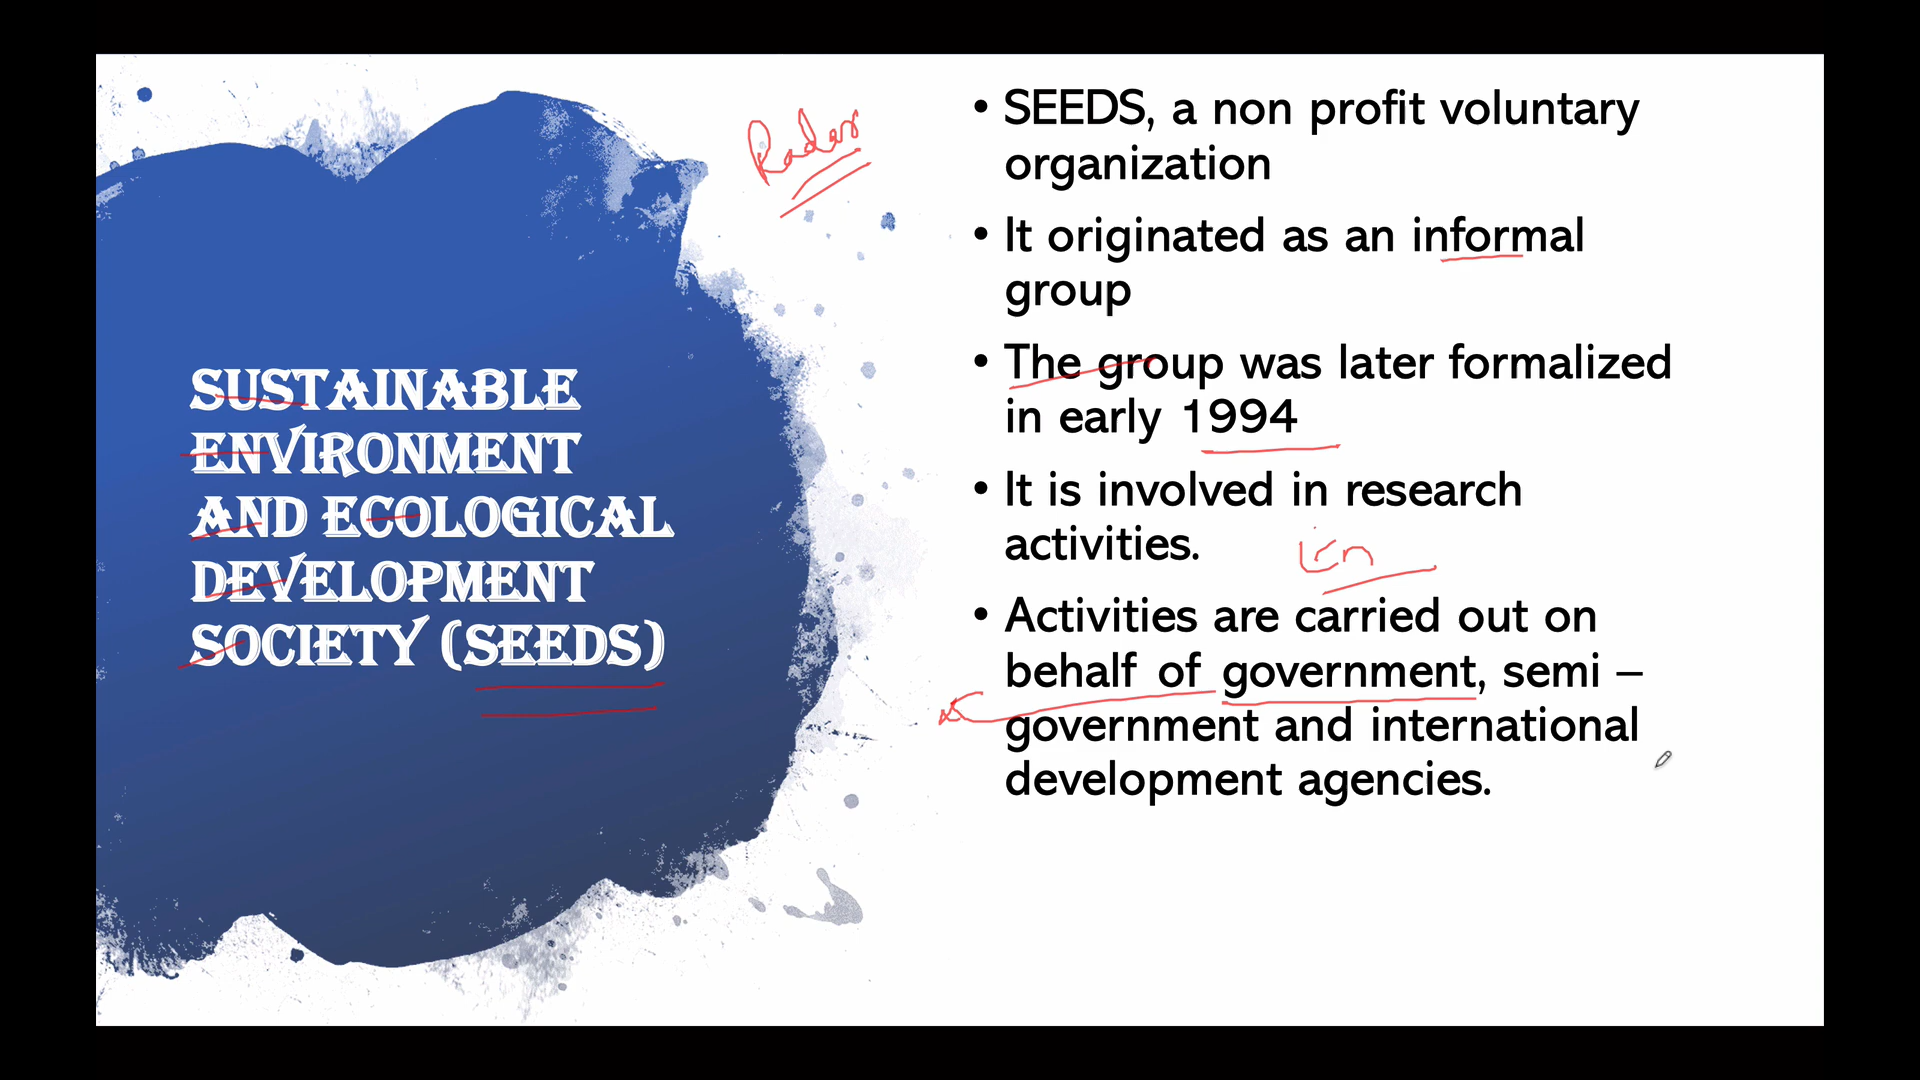 SUSTAINABLE
ENVIRONMENT
AND ECOLOGICAL
DEVELOPMENT
SOCIETY (SEEDS)
Rader
• SEEDS, a non profit voluntary
organization
• It originated as an informal
group
• The group was later formalized
in early 1994
• It is involved in research
activities.
• Activities are carried out on
behalf of government, semi –
government and international
development agencies.